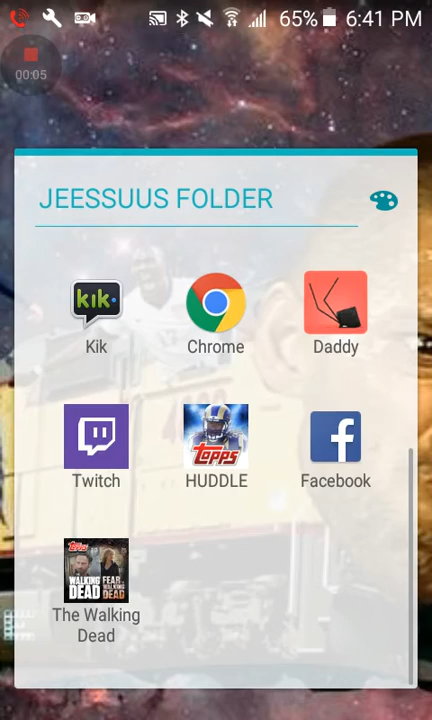 65% 6:41 PM
00:05
JEESSUUS FOLDER
kik
Kik
Chrome
Daddy
Topps
Twitch
HUDDLE
Facebook
Topps
WALKING DEAD
FEAR THE WALKING DEAD
The Walking
Dead